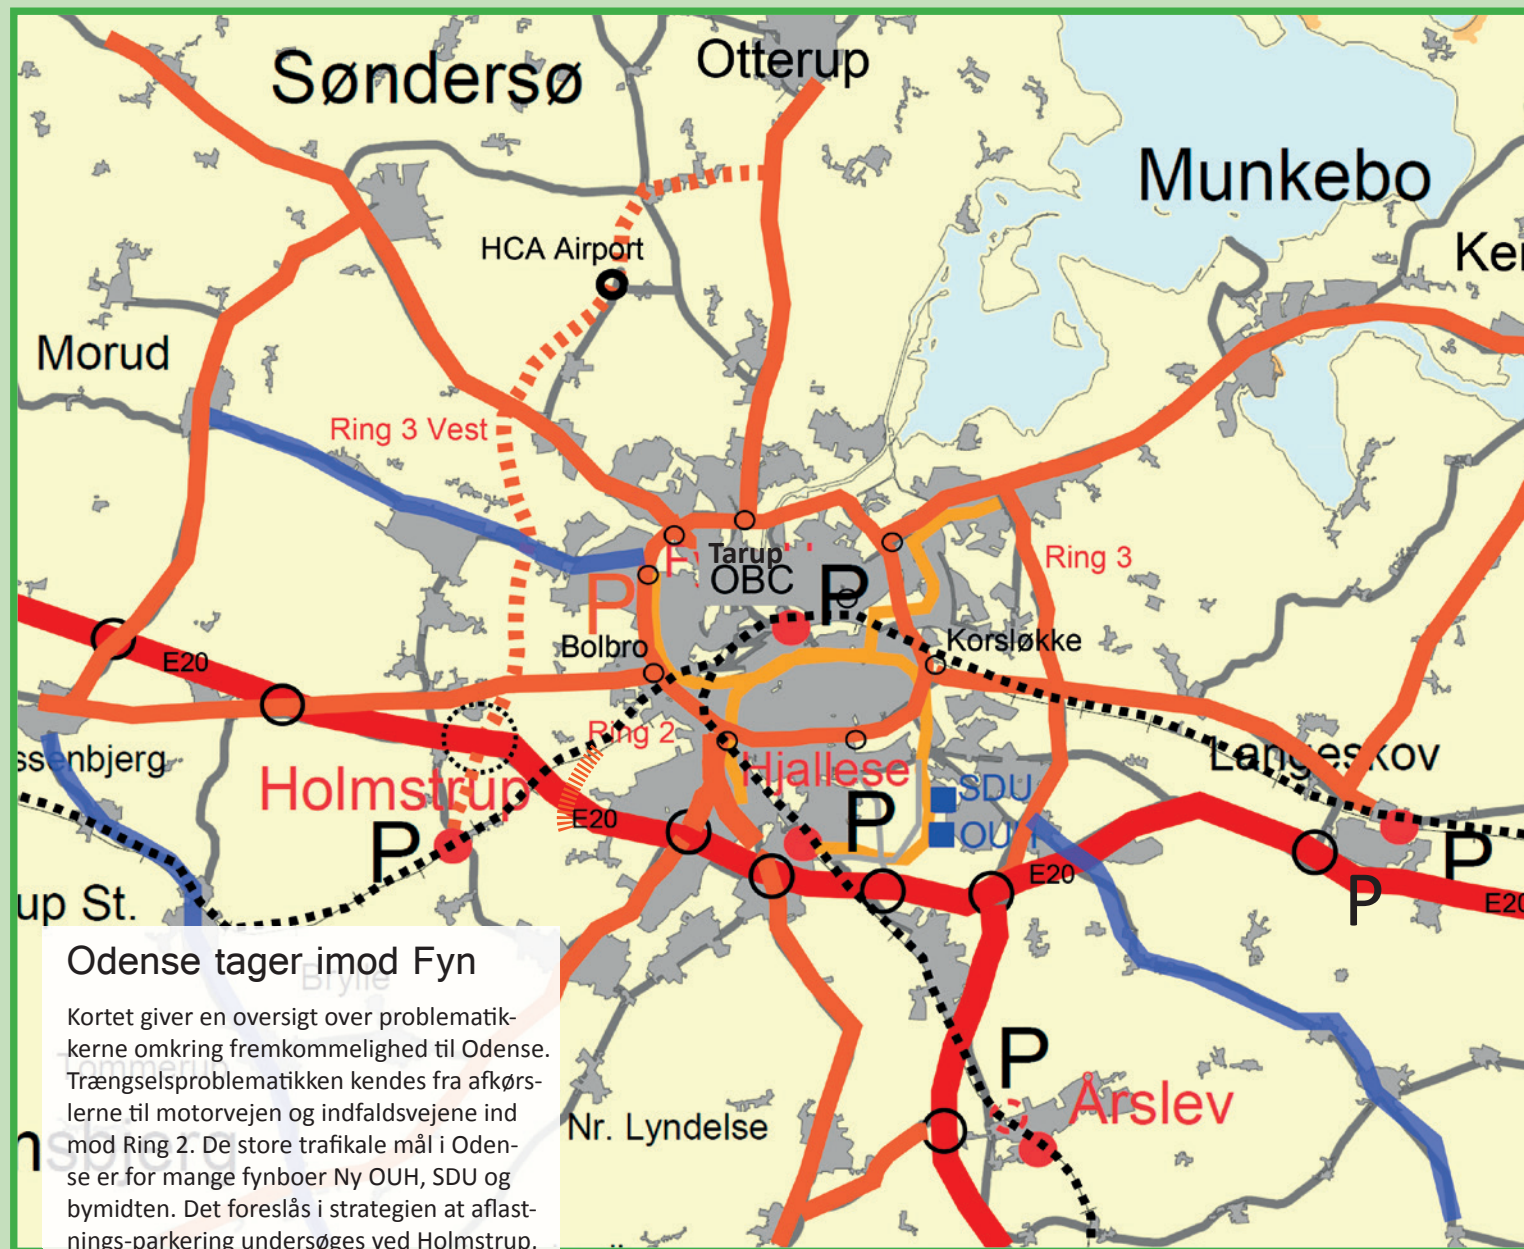 Søndersø
Otterup
Munkebo
HCA Airport
Ker
Morud
Ring 3 Vest
Tarup
Ring 3
OBC
P
P
Bolbro
Korsløkke
E20
Ring 2
ssenbjerg
Langeskov
Hjallese
Holmstrup
SDU
P
E20
OUH
P
P
E20
P
E20
up St.
Odense tager imod Fyn
Brylle
Kortet giver en oversigt over problematik-
kerne omkring fremkommelighed til Odense.
Tommerup
Trængselsproblematikken kendes fra afkørs-
lerne til motorvejen og indfaldsvejene ind
mod Ring 2. De store trafikale mål i Oden-
se er for mange fynboer Ny OUH, SDU og
bymidten. Det foreslås i strategien at aflast-
nings-parkering undersøges ved Holmstrup,
P
Årslev
Nr. Lyndelse
nsbjerg